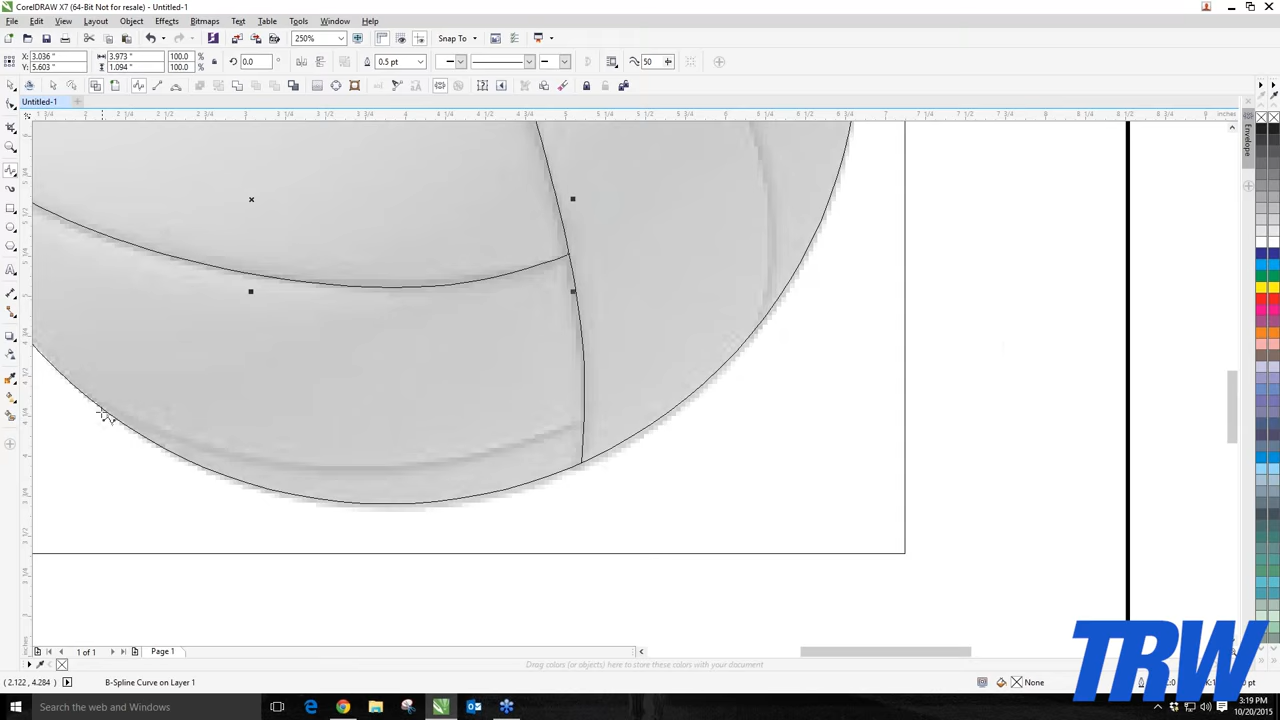 CorelDRAW X7 (64-Bit Not for resale) - Untitled-1
File Edit View Layout Object Effects Bitmaps Text Table Tools Window Help
250% Snap To
X: 3.036 " 3.973 " 100.0 % 0.0 ° 0.5 pt 50
Y: 5.603 " 1.094 " 100.0 %
Untitled-1
inches
Envelope
1 of 1 Page 1
Drag colors (or objects) here to store these colors with your document
(2.122, 4.284) B-Spline Curve on Layer 1 None
TRW
Search the web and Windows
3:19 PM
10/20/2015